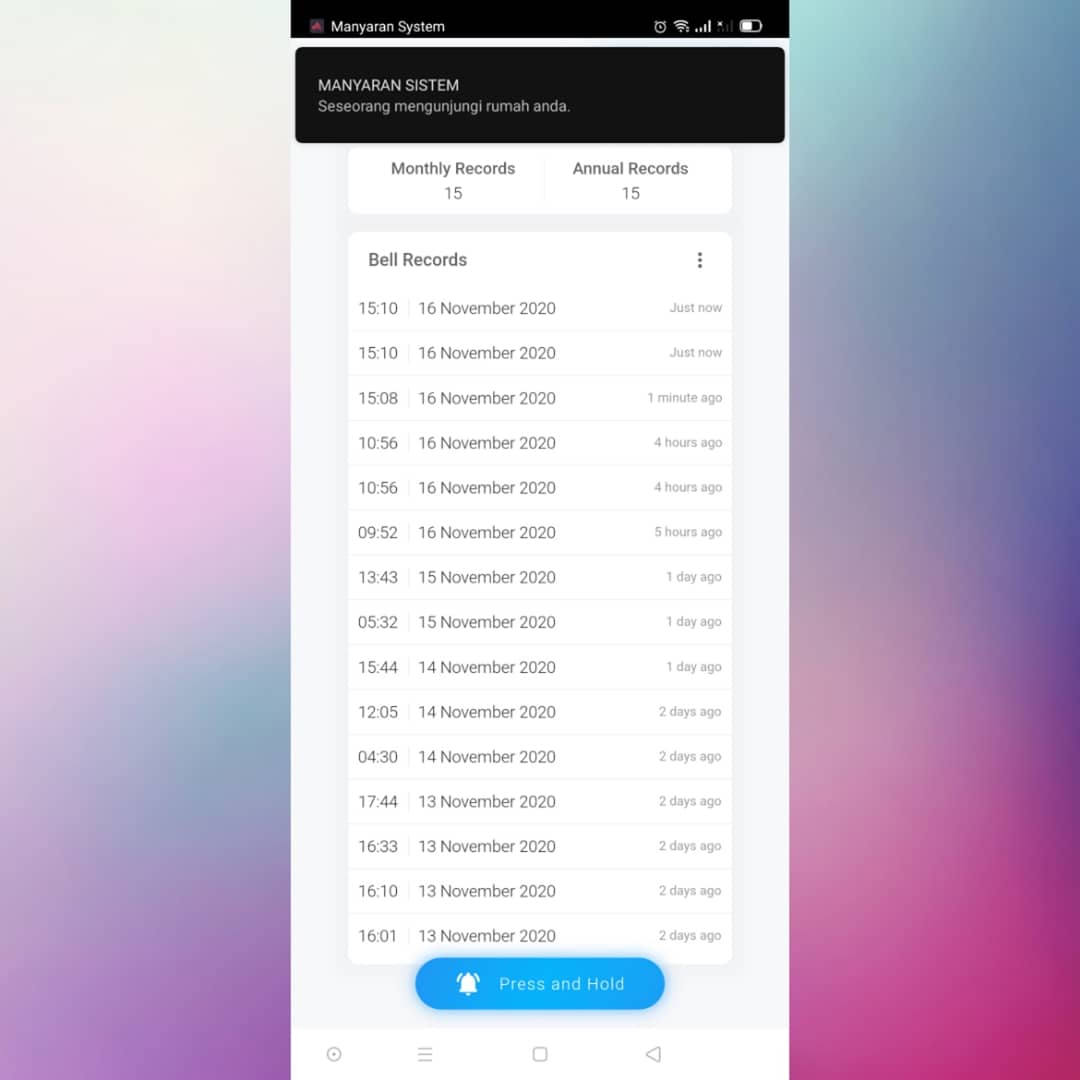 Manyaran System
MANYARAN SISTEM
Seseorang mengunjungi rumah anda.
Monthly Records Annual Records
15 15
Bell Records
15:10 16 November 2020 Just now
15:10 16 November 2020 Just now
15:08 16 November 2020 1 minute ago
10:56 16 November 2020 4 hours ago
10:56 16 November 2020 4 hours ago
09:52 16 November 2020 5 hours ago
13:43 15 November 2020 1 day ago
05:32 15 November 2020 1 day ago
15:44 14 November 2020 1 day ago
12:05 14 November 2020 2 days ago
04:30 14 November 2020 2 days ago
17:44 13 November 2020 2 days ago
16:33 13 November 2020 2 days ago
16:10 13 November 2020 2 days ago
16:01 13 November 2020 2 days ago
Press and Hold